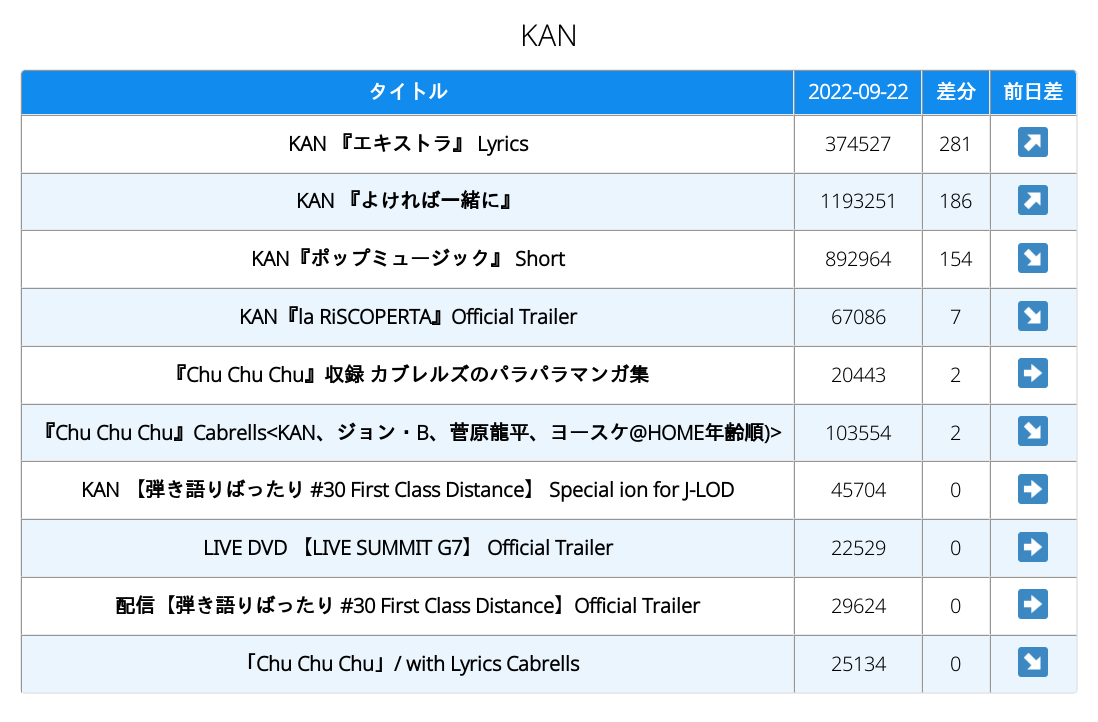 KAN
タイトル 2022-09-22 差分 前日差
KAN 『エキストラ』 Lyrics 374527 281
KAN 『よければ一緒に』 1193251 186
KAN『ポップミュージック』 Short 892964 154
KAN『la RiSCOPERTA』Official Trailer 67086 7
『Chu Chu Chu』収録 カブレルズのパラパラマンガ集 20443 2
『Chu Chu Chu』Cabrells<KAN、ジョン・B、菅原龍平、ヨースケ@HOME年齢順)> 103554 2
KAN 【弾き語りばったり #30 First Class Distance】 Special ion for J-LOD 45704 0
LIVE DVD 【LIVE SUMMIT G7】 Official Trailer 22529 0
配信【弾き語りばったり #30 First Class Distance】Official Trailer 29624 0
「Chu Chu Chu」/ with Lyrics Cabrells 25134 0